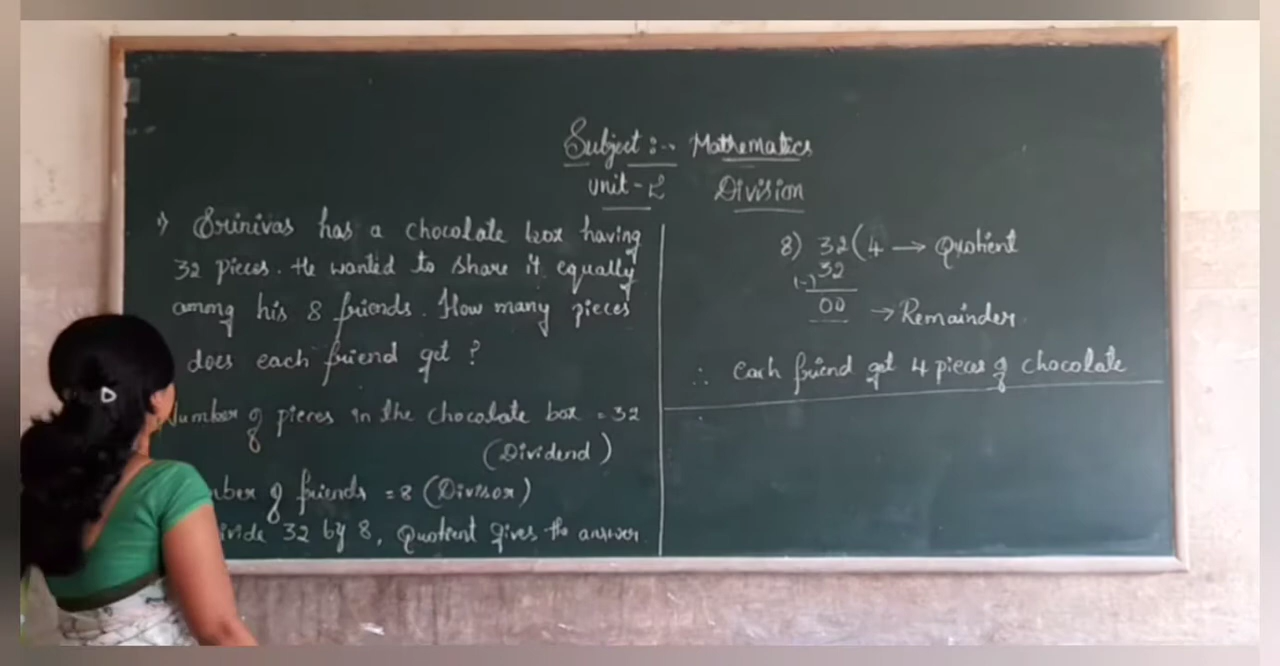 Subject :-- Mathematics
Unit-2 Division
1) Srinivas has a chocolate box having
32 pieces. He wanted to share it equally
among his 8 friends. How many pieces
does each friend get ?
Number of pieces in the chocolate box = 32
(Dividend)
mber of friends = 8 (Divisor)
ivide 32 by 8, Quotient gives the answer
8) 32 ( 4 → Quotient
(-) 32
00 → Remainder
∴ each friend get 4 pieces of chocolate